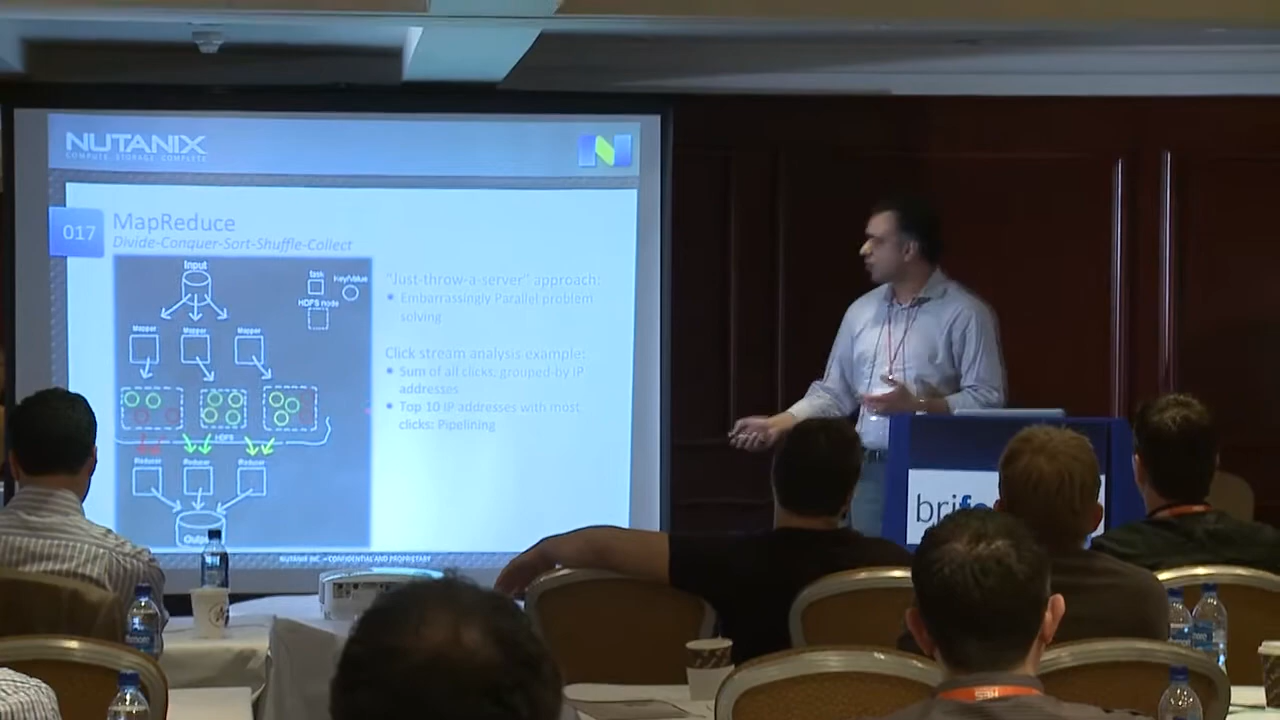 NUTANIX
COMPUTE. STORAGE. COMPLETE.
017
MapReduce
Divide-Conquer-Sort-Shuffle-Collect
Input
task
Key/Value
HDFS node
Mapper
Mapper
Mapper
HDFS
Reducer
Reducer
Reducer
Output
"Just-throw-a-server" approach:
Embarrassingly Parallel problem
solving
Click stream analysis example:
Sum of all clicks, grouped-by IP
addresses
Top 10 IP addresses with most
clicks: Pipelining
NUTANIX INC. – CONFIDENTIAL AND PROPRIETARY
brifo